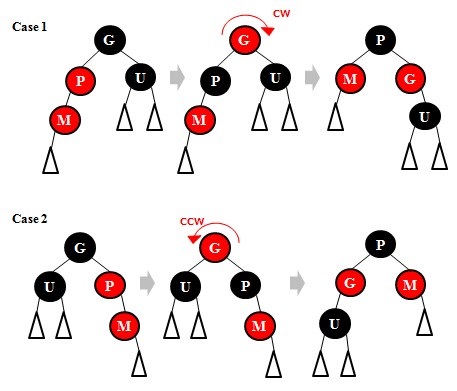 Case 1
CW
G G P
P U P U M G
M M U
Case 2
CCW
G G P
U P U P G M
M M U